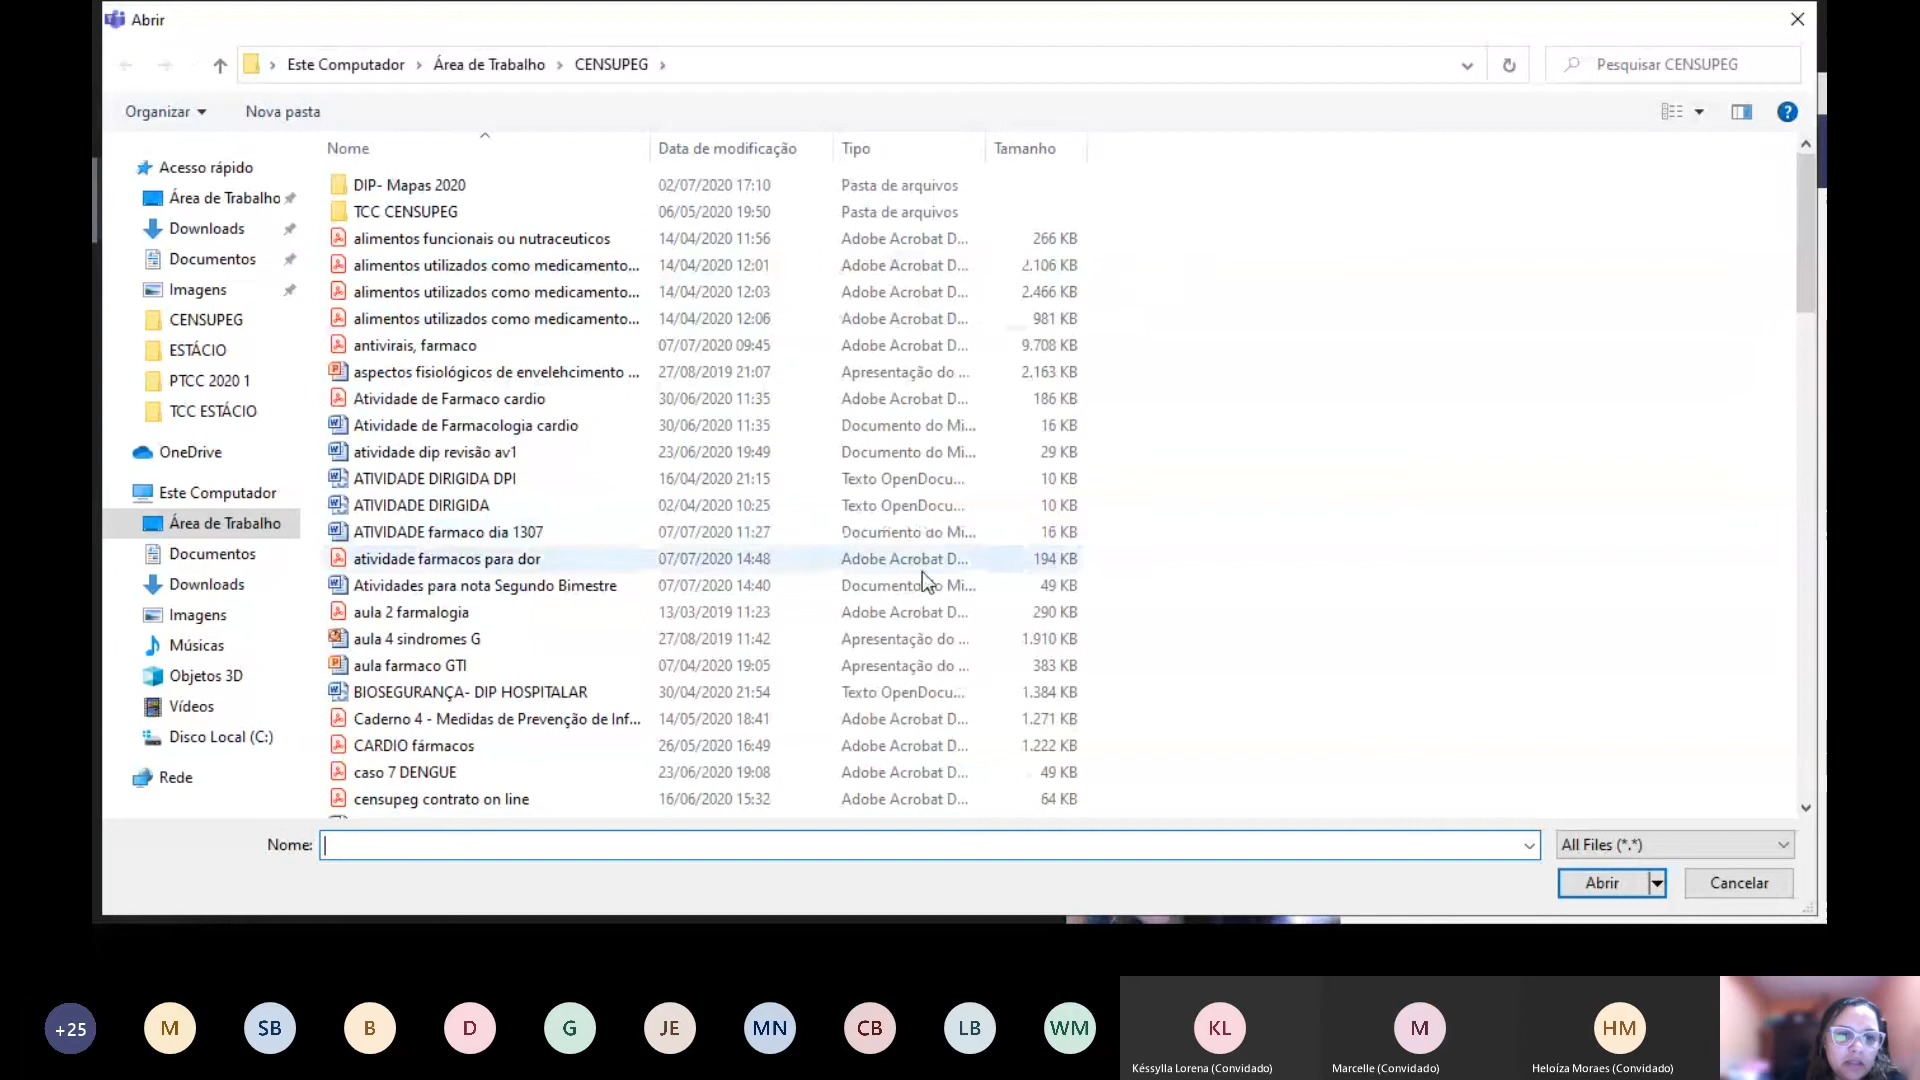 Abrir
Este Computador
Área de Trabalho
CENSUPEG
Pesquisar CENSUPEG
Organizar
Nova pasta
Nome
Data de modificação
Tipo
Tamanho
Acesso rápido
Área de Trabalho
Downloads
Documentos
Imagens
CENSUPEG
ESTÁCIO
PTCC 2020 1
TCC ESTÁCIO
OneDrive
Este Computador
Área de Trabalho
Documentos
Downloads
Imagens
Músicas
Objetos 3D
Vídeos
Disco Local (C:)
Rede
DIP- Mapas 2020 02/07/2020 17:10 Pasta de arquivos
TCC CENSUPEG 06/05/2020 19:50 Pasta de arquivos
alimentos funcionais ou nutraceuticos 14/04/2020 11:56 Adobe Acrobat D... 266 KB
alimentos utilizados como medicamento... 14/04/2020 12:01 Adobe Acrobat D... 2.106 KB
alimentos utilizados como medicamento... 14/04/2020 12:03 Adobe Acrobat D... 2.466 KB
alimentos utilizados como medicamento... 14/04/2020 12:06 Adobe Acrobat D... 981 KB
antivirais, farmaco 07/07/2020 09:45 Adobe Acrobat D... 9.708 KB
aspectos fisiológicos de envelehcimento ... 27/08/2019 21:07 Apresentação do ... 2.163 KB
Atividade de Farmaco cardio 30/06/2020 11:35 Adobe Acrobat D... 186 KB
Atividade de Farmacologia cardio 30/06/2020 11:35 Documento do Mi... 16 KB
atividade dip revisão av1 23/06/2020 19:49 Documento do Mi... 29 KB
ATIVIDADE DIRIGIDA DPI 16/04/2020 21:15 Texto OpenDocu... 10 KB
ATIVIDADE DIRIGIDA 02/04/2020 10:25 Texto OpenDocu... 10 KB
ATIVIDADE farmaco dia 1307 07/07/2020 11:27 Documento do Mi... 16 KB
atividade farmacos para dor 07/07/2020 14:48 Adobe Acrobat D... 194 KB
Atividades para nota Segundo Bimestre 07/07/2020 14:40 Documento do Mi... 49 KB
aula 2 farmalogia 13/03/2019 11:23 Adobe Acrobat D... 290 KB
aula 4 sindromes G 27/08/2019 11:42 Apresentação do ... 1.910 KB
aula farmaco GTI 07/04/2020 19:05 Apresentação do ... 383 KB
BIOSEGURANÇA- DIP HOSPITALAR 30/04/2020 21:54 Texto OpenDocu... 1.384 KB
Caderno 4 - Medidas de Prevenção de Inf... 14/05/2020 18:41 Adobe Acrobat D... 1.271 KB
CARDIO fármacos 26/05/2020 16:49 Adobe Acrobat D... 1.222 KB
caso 7 DENGUE 23/06/2020 19:08 Adobe Acrobat D... 49 KB
censupeg contrato on line 16/06/2020 15:32 Adobe Acrobat D... 64 KB
Nome:
All Files (*.*)
Abrir
Cancelar
+25
M
SB
B
D
G
JE
MN
CB
LB
WM
KL
M
HM
Késsylla Lorena (Convidado)
Marcelle (Convidado)
Heloíza Moraes (Convidado)